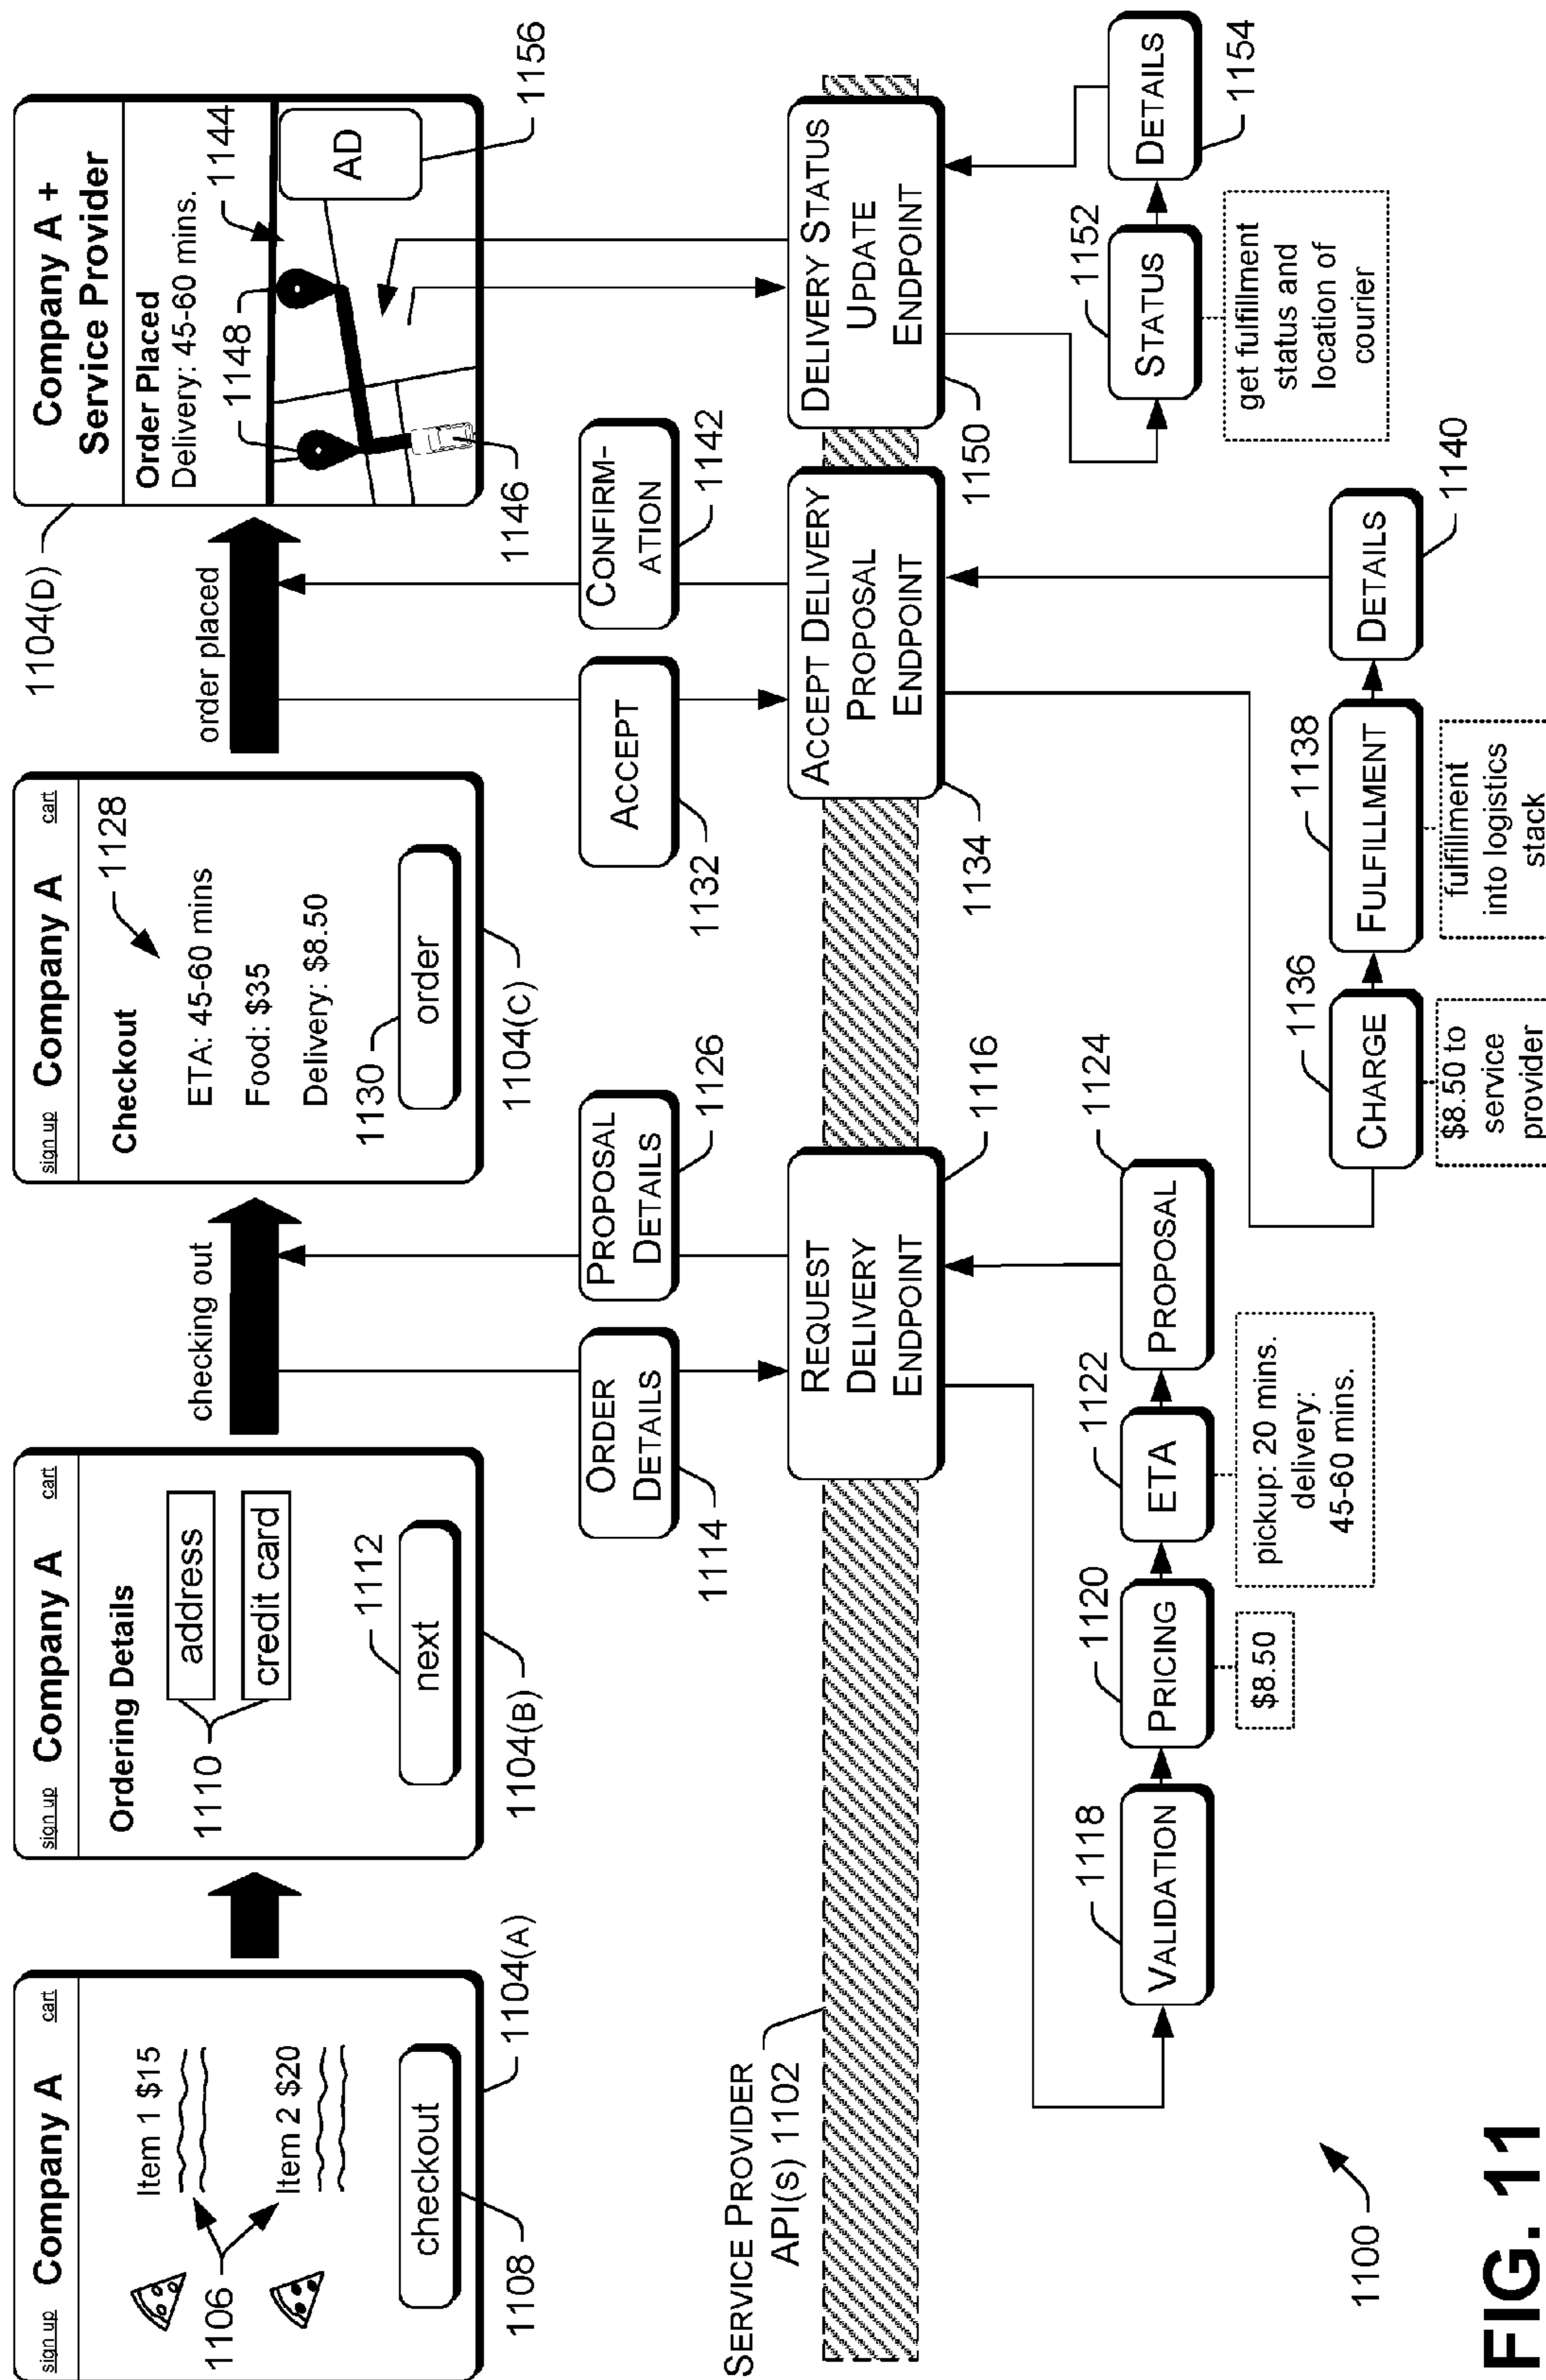 sign up Company A cart
Item 1 $15
1106
Item 2 $20
checkout
1108
1104(A)
sign up Company A cart
Ordering Details
address
credit card
1110
1112
next
1104(B)
checking out
sign up Company A cart
Checkout
1128
ETA: 45-60 mins
Food: $35
Delivery: $8.50
1130
order
1104(C)
order placed
1104(D)
Company A +
Service Provider
Order Placed
Delivery: 45-60 mins.
1148
1144
AD
1146
1156
ORDER
DETAILS
1114
PROPOSAL
DETAILS
1126
ACCEPT
1132
CONFIRM-
ATION
1142
SERVICE PROVIDER
API(s) 1102
REQUEST
DELIVERY
ENDPOINT
1116
ACCEPT DELIVERY
PROPOSAL
ENDPOINT
1134
DELIVERY STATUS
UPDATE
ENDPOINT
1150
1118
VALIDATION
1120
PRICING
$8.50
1122
ETA
pickup: 20 mins.
delivery:
45-60 mins.
1124
PROPOSAL
1136
CHARGE
$8.50 to
service
provider
1138
FULFILLMENT
fulfillment
into logistics
stack
DETAILS
1140
1152
STATUS
get fulfillment
status and
location of
courier
DETAILS
1154
1100
FIG. 11